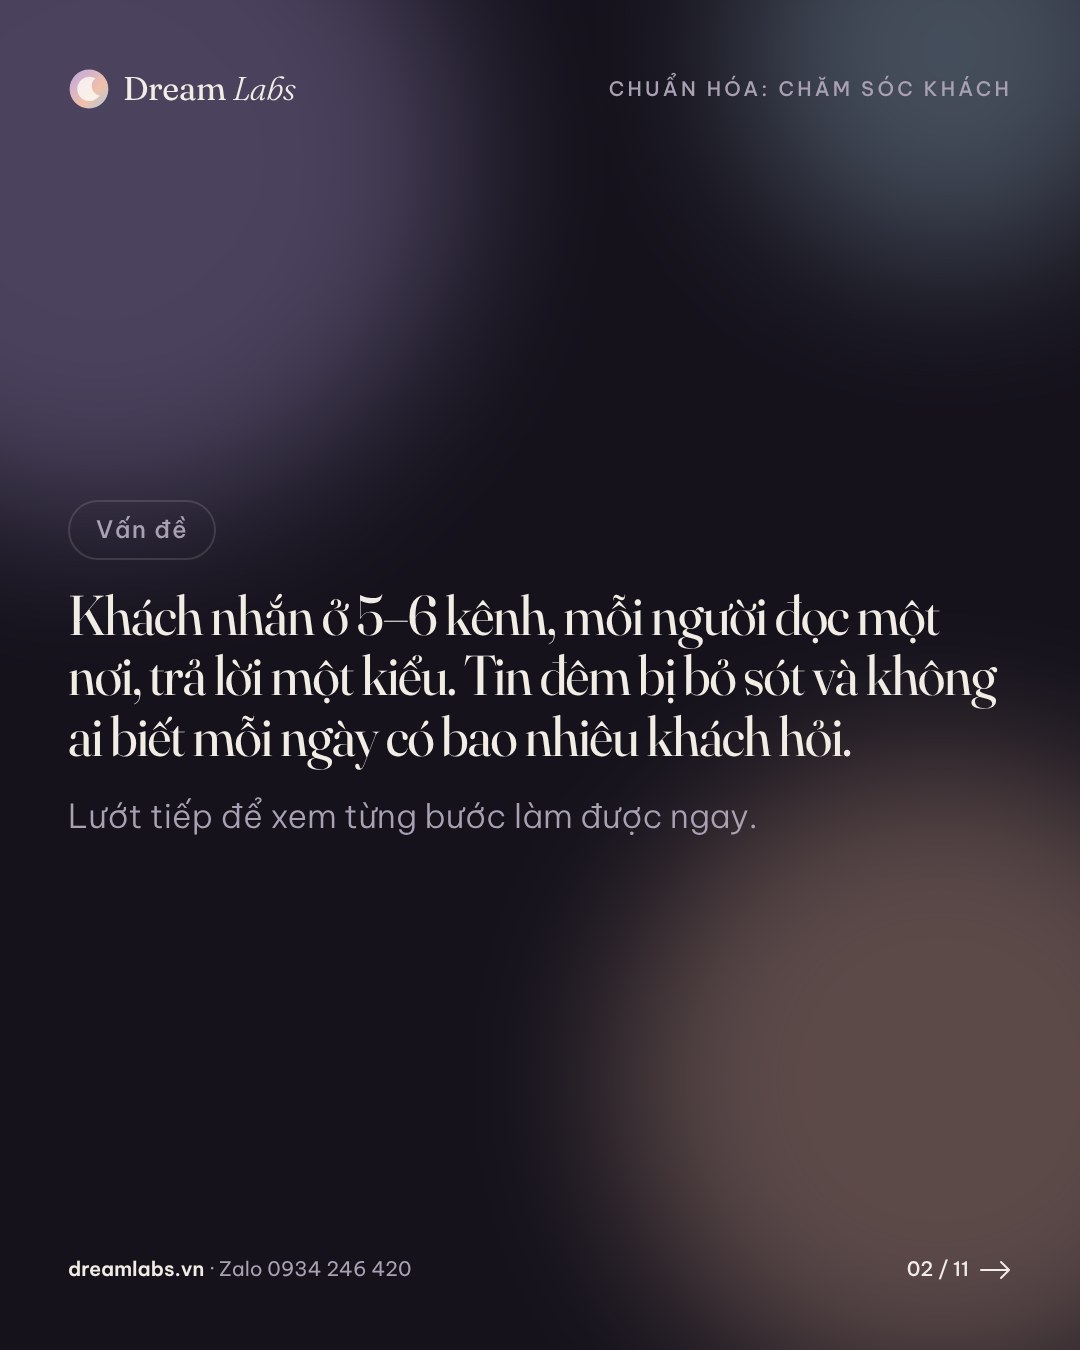 Dream Labs
CHUẨN HÓA: CHĂM SÓC KHÁCH
Vấn đề
Khách nhắn ở 5–6 kênh, mỗi người đọc một
nơi, trả lời một kiểu. Tin đêm bị bỏ sót và không
ai biết mỗi ngày có bao nhiêu khách hỏi.
Lướt tiếp để xem từng bước làm được ngay.
dreamlabs.vn · Zalo 0934 246 420
02 / 11 →